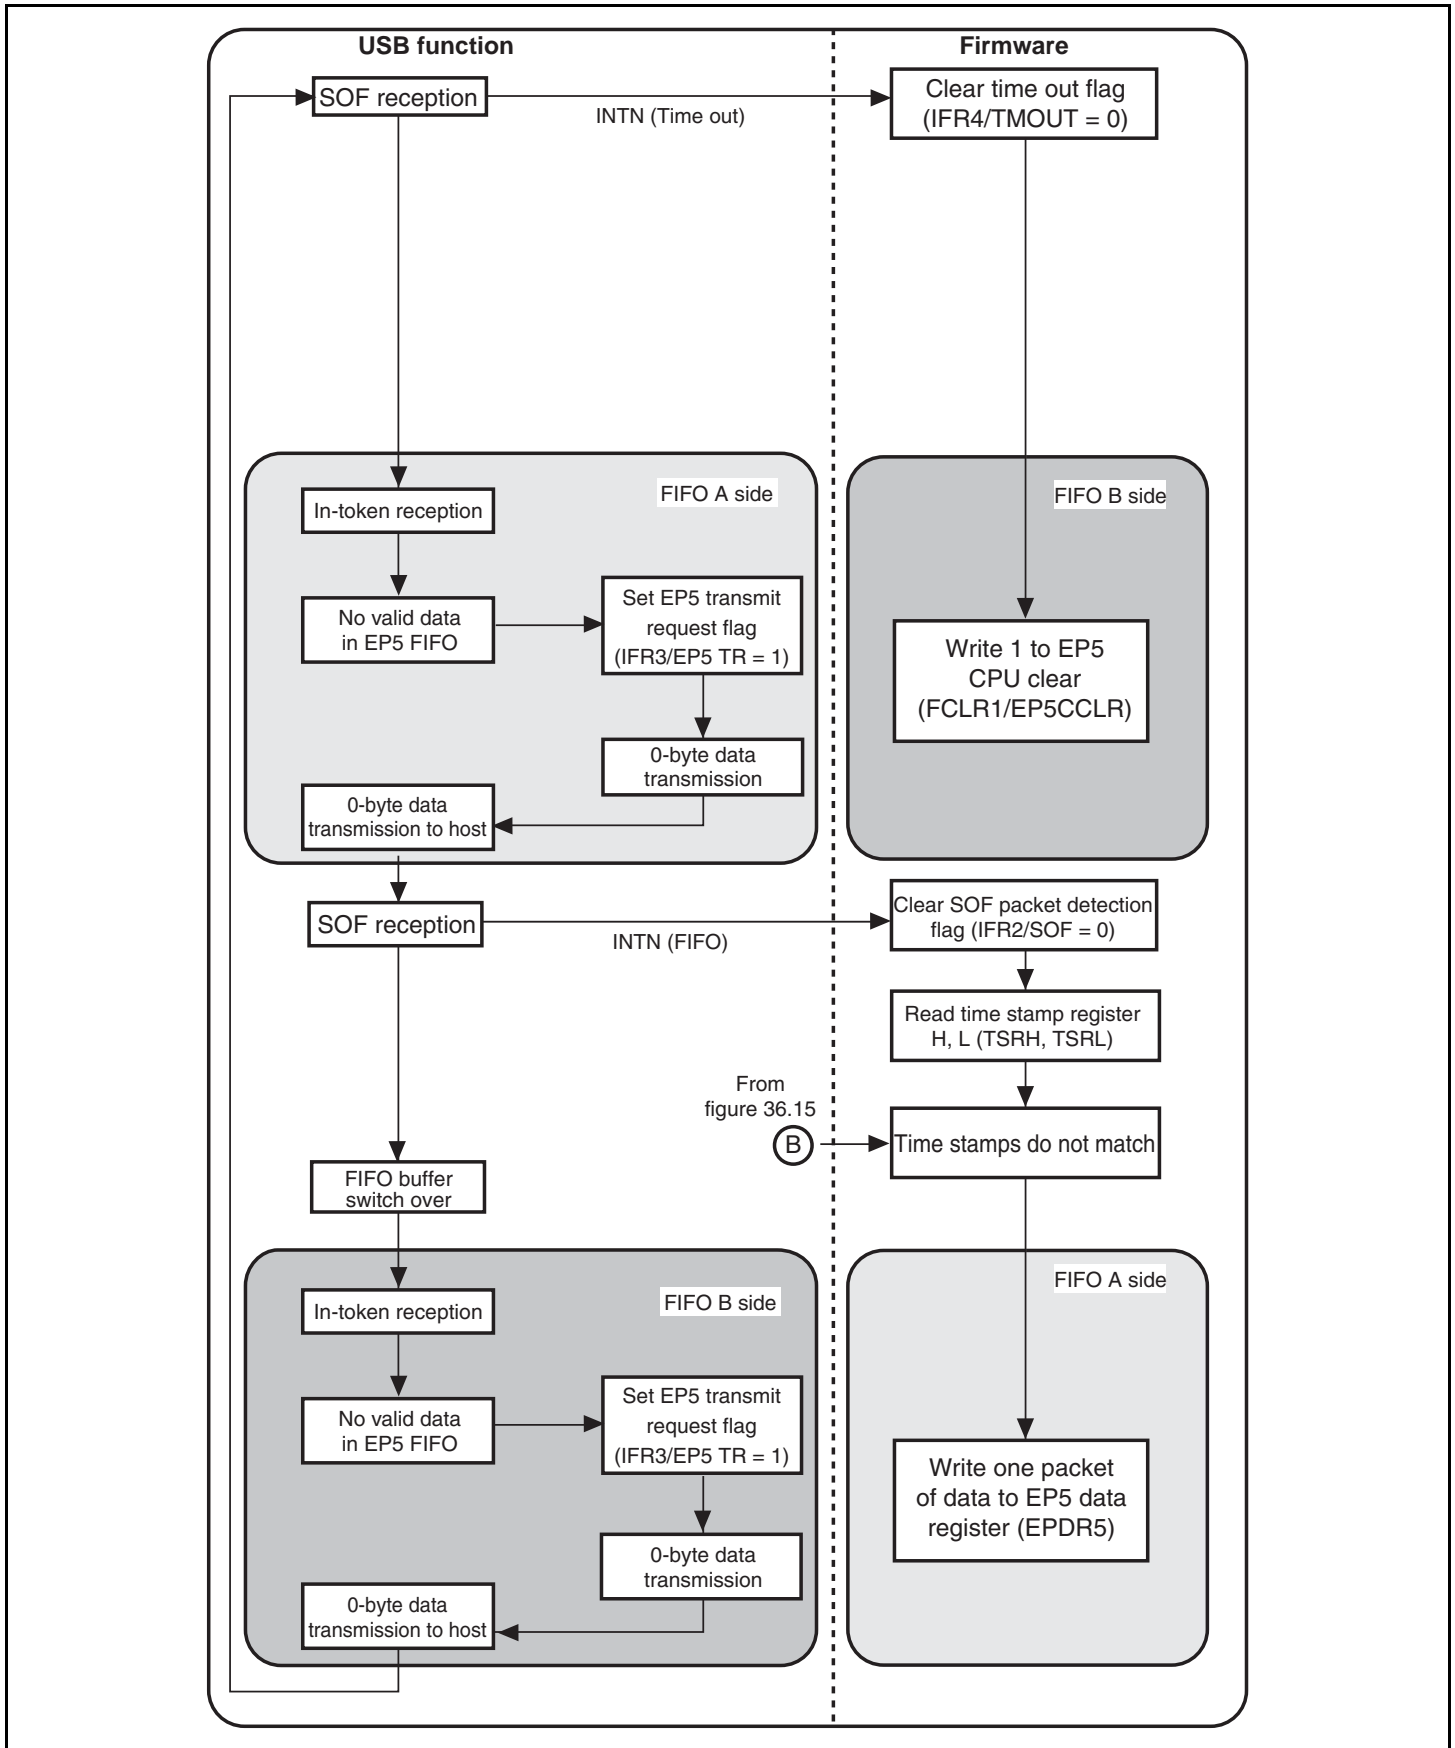 USB function
Firmware
SOF reception
INTN (Time out)
Clear time out flag
(IFR4/TMOUT = 0)
FIFO A side
In-token reception
No valid data
in EP5 FIFO
Set EP5 transmit
request flag
(IFR3/EP5 TR = 1)
0-byte data
transmission
0-byte data
transmission to host
FIFO B side
Write 1 to EP5
CPU clear
(FCLR1/EP5CCLR)
SOF reception
INTN (FIFO)
Clear SOF packet detection
flag (IFR2/SOF = 0)
Read time stamp register
H, L (TSRH, TSRL)
From
figure 36.15
B
Time stamps do not match
FIFO buffer
switch over
FIFO B side
In-token reception
No valid data
in EP5 FIFO
Set EP5 transmit
request flag
(IFR3/EP5 TR = 1)
0-byte data
transmission
0-byte data
transmission to host
FIFO A side
Write one packet
of data to EP5 data
register (EPDR5)